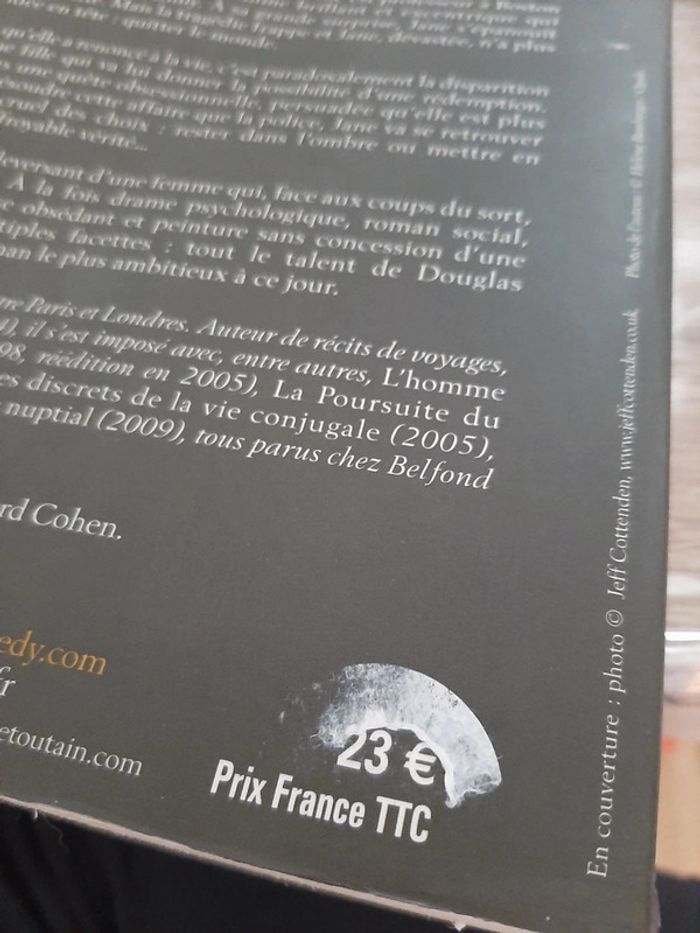 qu'elle a renoncé à la vie, c'est paradoxalement la disparition
fille qui va lui donner la possibilité d'une rédemption.
une quête obsessionnelle, persuadée qu'elle est plus
cette affaire que la police, Jane va se retrouver
cruel des choix : rester dans l'ombre ou mettre en
vérité...
d'une femme qui, face aux coups du sort,
À la fois drame psychologique, roman social,
obsédant et peinture sans concession d'une
facettes : tout le talent de Douglas
le plus ambitieux à ce jour.
Paris et Londres. Auteur de récits de voyages,
il s'est imposé avec, entre autres, L'homme
98, réédition en 2005), La Poursuite du
es discrets de la vie conjugale (2005),
nuptial (2009), tous parus chez Belfond
rd Cohen.
edy.com
fr
etoutain.com
23 €
Prix France TTC
En couverture : photo © Jeff Cottenden, www.jeffcottenden.co.uk